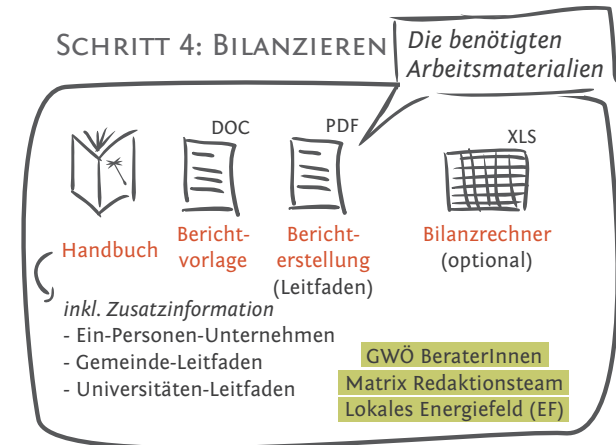 SCHRITT 4: BILANZIEREN
Die benötigten
Arbeitsmaterialien
DOC
PDF
XLS
Handbuch
Bericht-
vorlage
Bericht-
erstellung
(Leitfaden)
Bilanzrechner
(optional)
inkl. Zusatzinformation
- Ein-Personen-Unternehmen
- Gemeinde-Leitfaden
- Universitäten-Leitfaden
GWÖ BeraterInnen
Matrix Redaktionsteam
Lokales Energiefeld (EF)